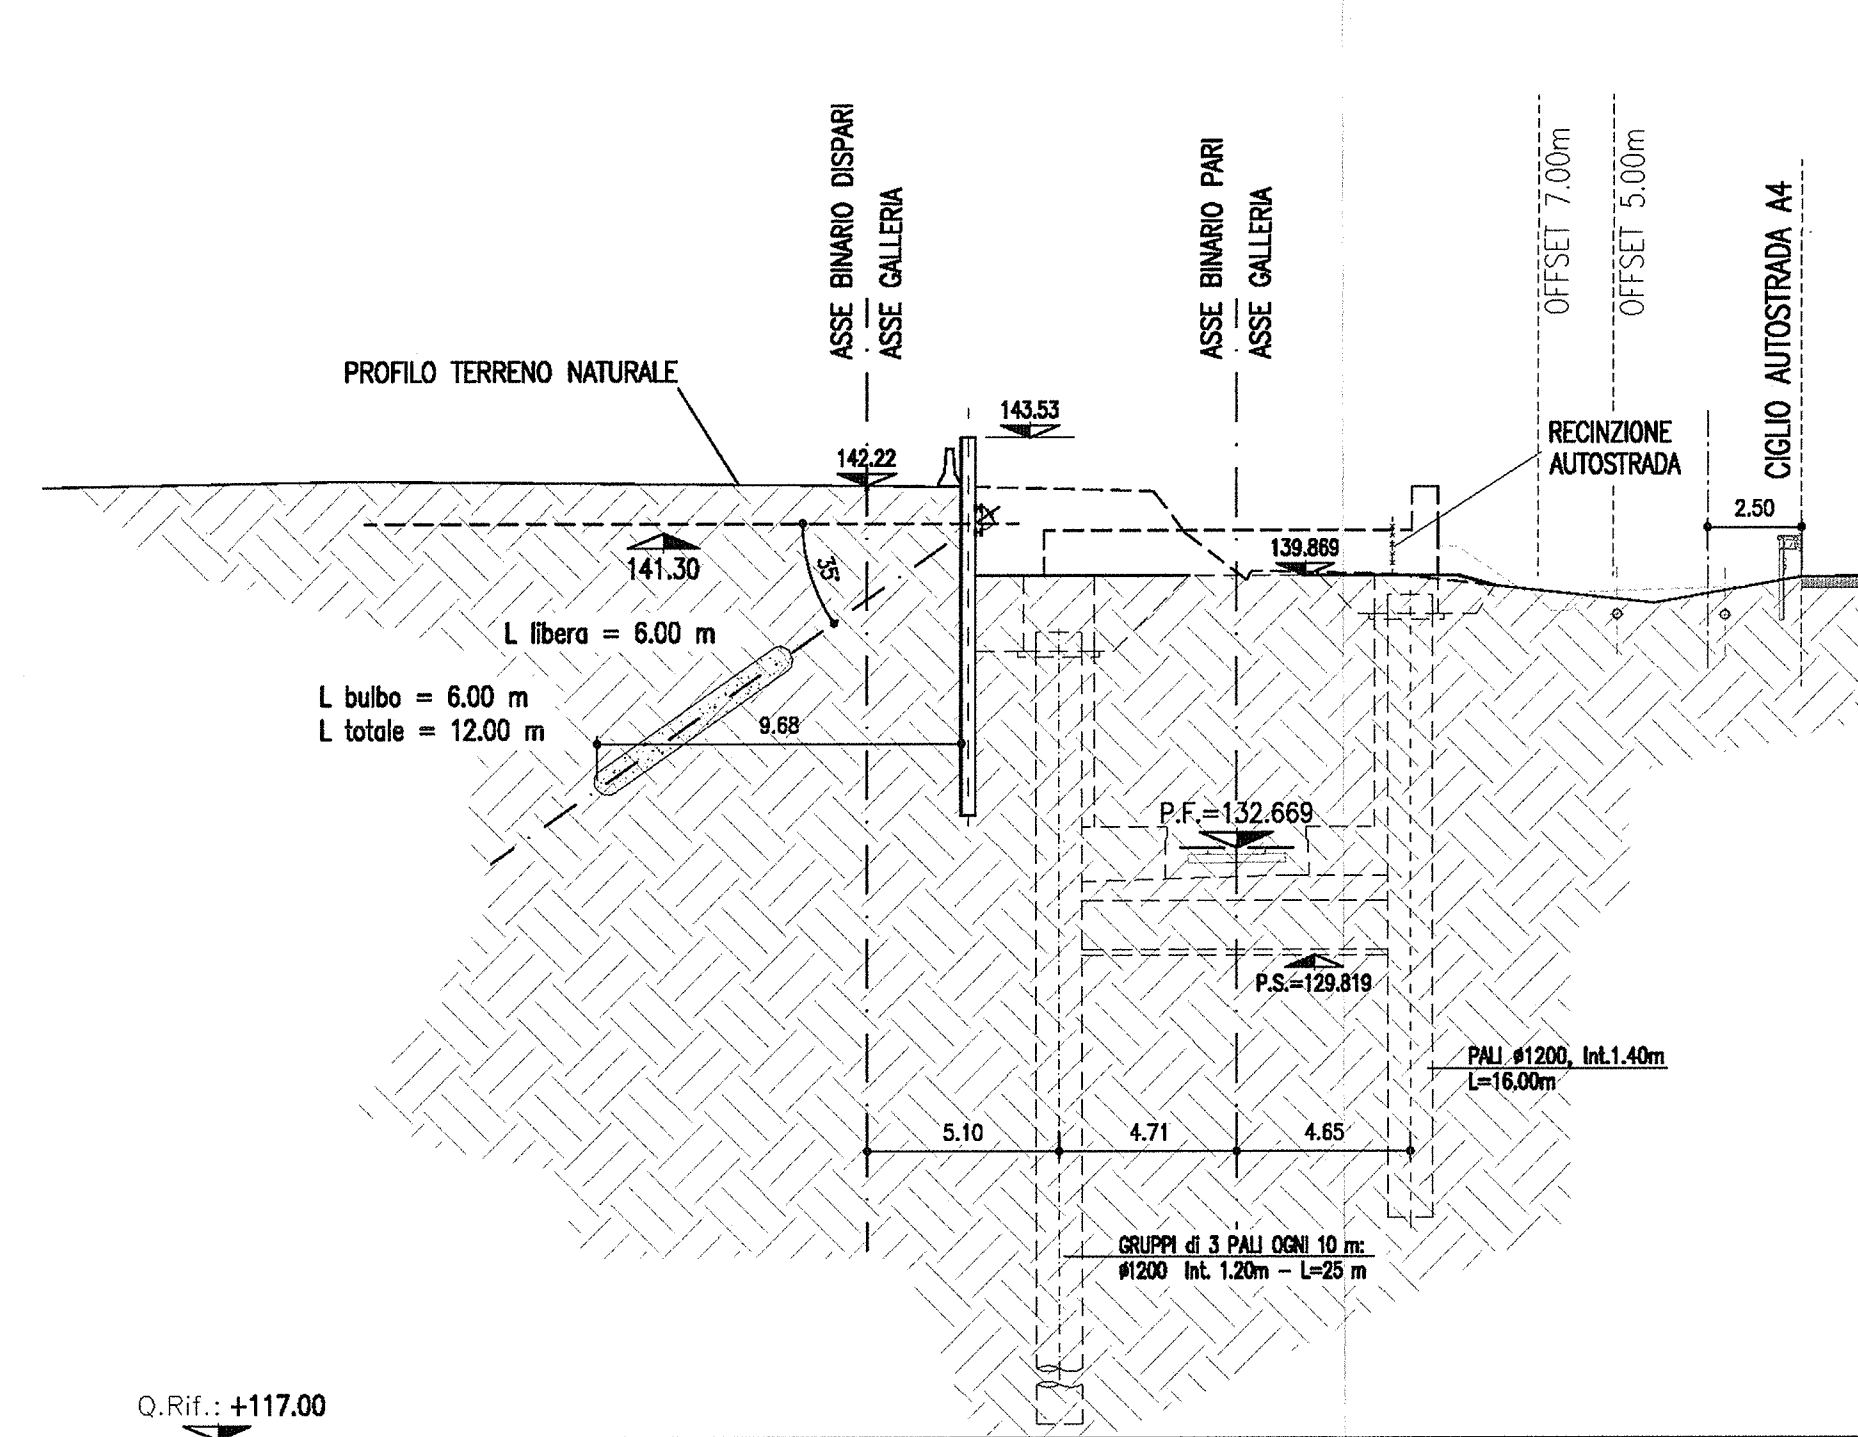 ASSE BINARIO DISPARI
ASSE GALLERIA
ASSE BINARIO PARI
ASSE GALLERIA
OFFSET 7.00m
OFFSET 5.00m
CIGLIO AUTOSTRADA A4
PROFILO TERRENO NATURALE
143.53
RECINZIONE
AUTOSTRADA
142.22
2.50
139.869
141.30
35°
L libera = 6.00 m
L bulbo = 6.00 m
L totale = 12.00 m
9.68
P.F.=132.669
P.S.=129.819
PALI ø1200, Int.1.40m
L=16.00m
5.10
4.71
4.65
GRUPPI di 3 PALI OGNI 10 m:
ø1200 Int. 1.20m – L=25 m
Q.Rif.: +117.00